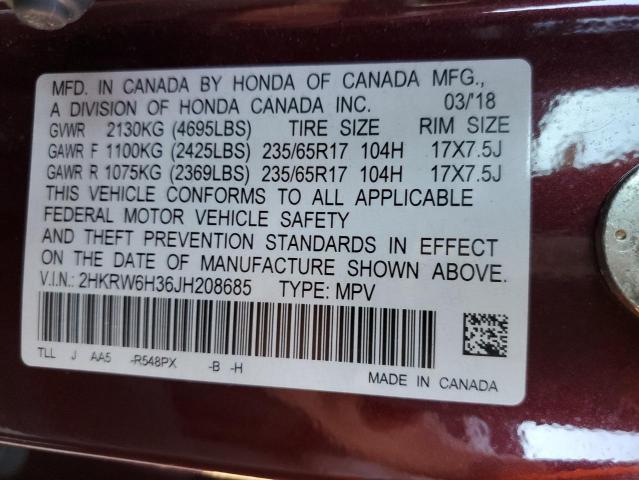 MFD. IN CANADA BY HONDA OF CANADA MFG.,
A DIVISION OF HONDA CANADA INC. 03/'18
GVWR 2130KG (4695LBS) TIRE SIZE RIM SIZE
GAWR F 1100KG (2425LBS) 235/65R17 104H 17X7.5J
GAWR R 1075KG (2369LBS) 235/65R17 104H 17X7.5J
THIS VEHICLE CONFORMS TO ALL APPLICABLE
FEDERAL MOTOR VEHICLE SAFETY
AND THEFT PREVENTION STANDARDS IN EFFECT
ON THE DATE OF MANUFACTURE SHOWN ABOVE.
V.I.N.: 2HKRW6H36JH208685 TYPE: MPV
TLL J AA5 -R548PX -B -H
MADE IN CANADA